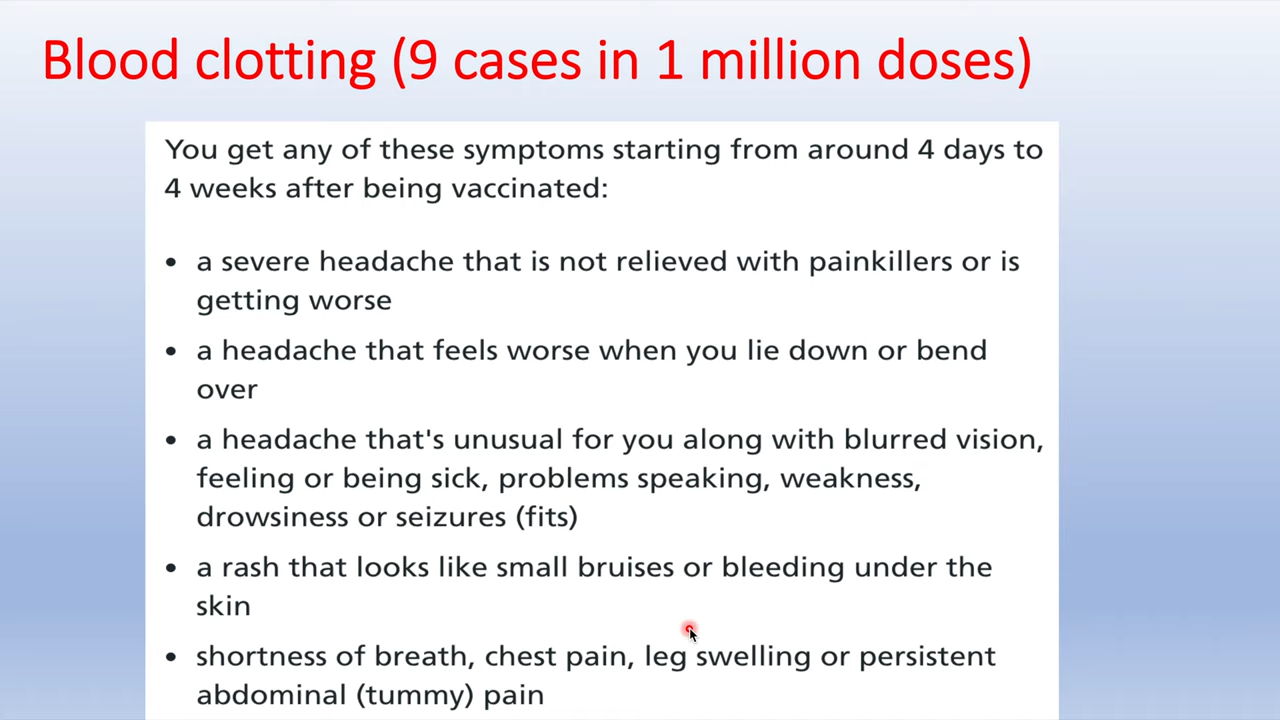 Blood clotting (9 cases in 1 million doses)
You get any of these symptoms starting from around 4 days to
4 weeks after being vaccinated:
• a severe headache that is not relieved with painkillers or is
getting worse
• a headache that feels worse when you lie down or bend
over
• a headache that's unusual for you along with blurred vision,
feeling or being sick, problems speaking, weakness,
drowsiness or seizures (fits)
• a rash that looks like small bruises or bleeding under the
skin
• shortness of breath, chest pain, leg swelling or persistent
abdominal (tummy) pain